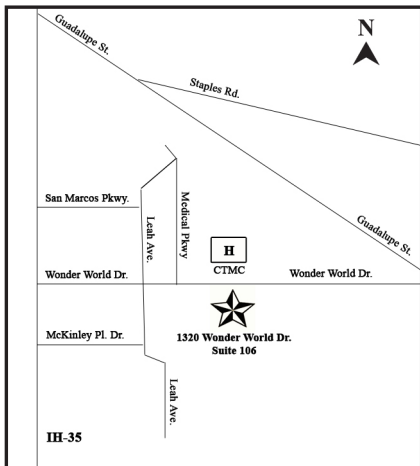 Guadalupe St.
N
Staples Rd.
San Marcos Pkwy.
Leah Ave.
Medical Pkwy
Guadalupe St.
H
CTMC
Wonder World Dr.
Wonder World Dr.
McKinley Pl. Dr.
1320 Wonder World Dr.
Suite 106
Leah Ave.
IH-35